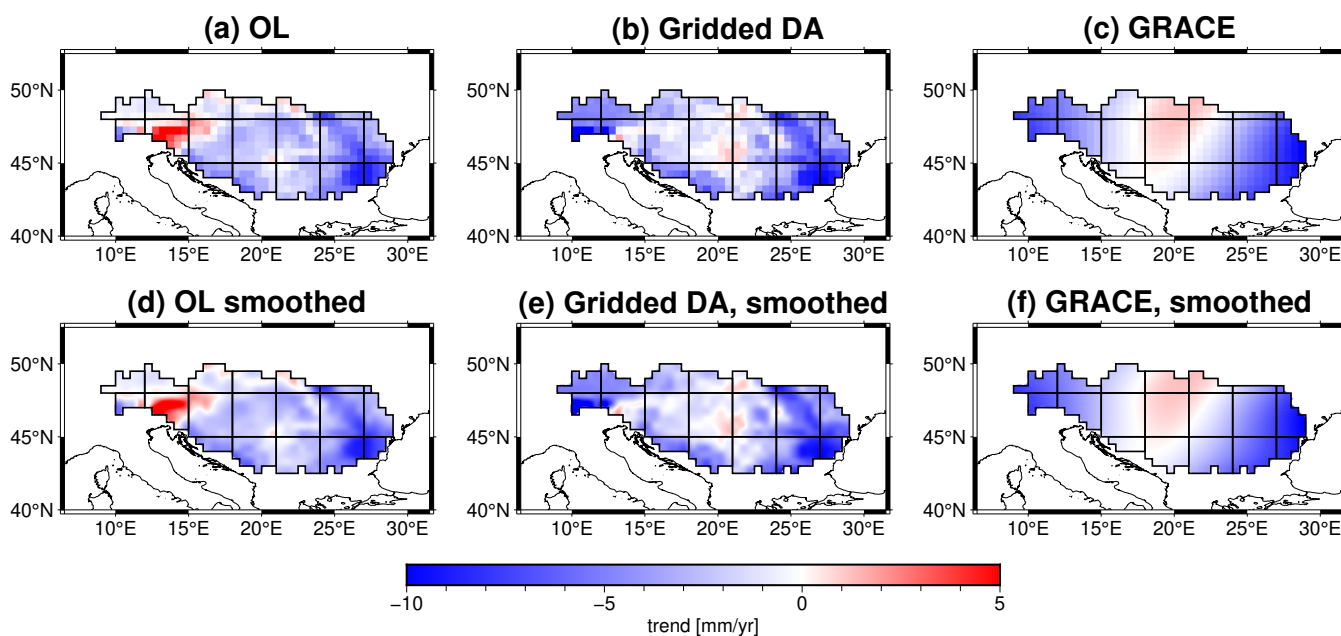 (a) OL (b) Gridded DA (c) GRACE
50°N 50°N 50°N
45°N 45°N 45°N
40°N 40°N 40°N
10°E 15°E 20°E 25°E 30°E 10°E 15°E 20°E 25°E 30°E 10°E 15°E 20°E 25°E 30°E
(d) OL smoothed (e) Gridded DA, smoothed (f) GRACE, smoothed
50°N 50°N 50°N
45°N 45°N 45°N
40°N 40°N 40°N
10°E 15°E 20°E 25°E 30°E 10°E 15°E 20°E 25°E 30°E 10°E 15°E 20°E 25°E 30°E
−10 −5 0 5
trend [mm/yr]